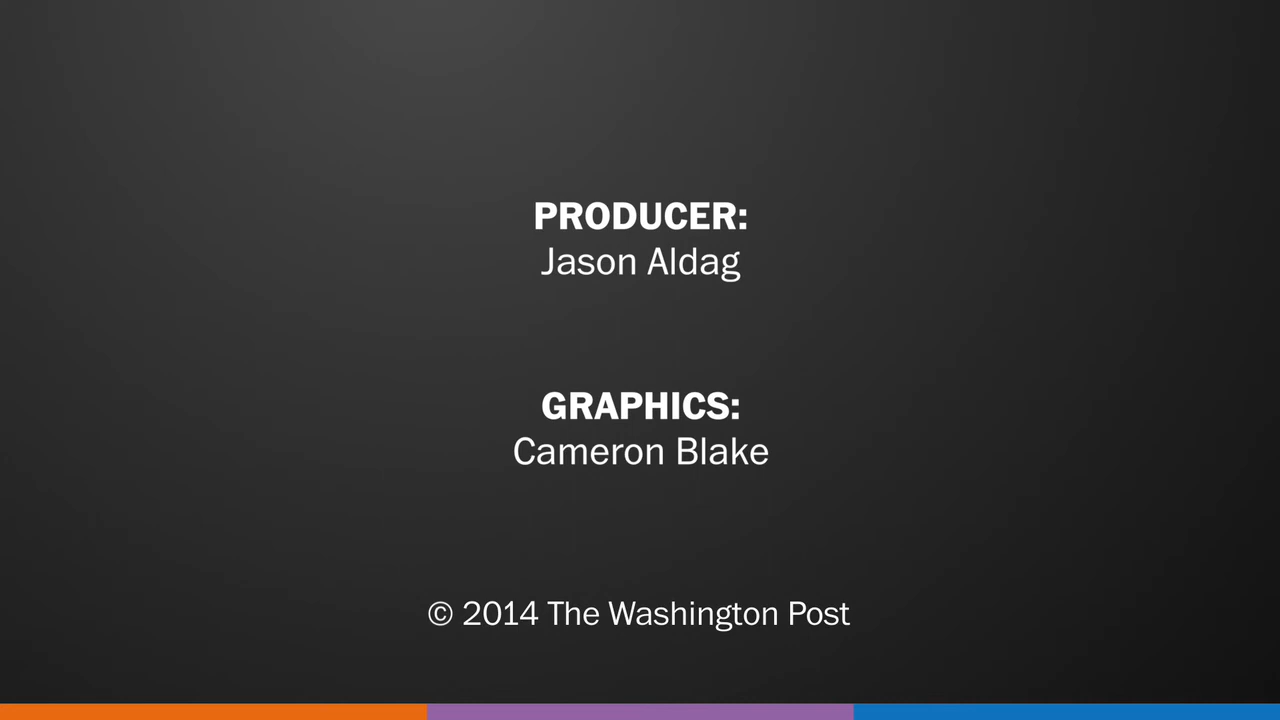 PRODUCER:
Jason Aldag
GRAPHICS:
Cameron Blake
© 2014 The Washington Post